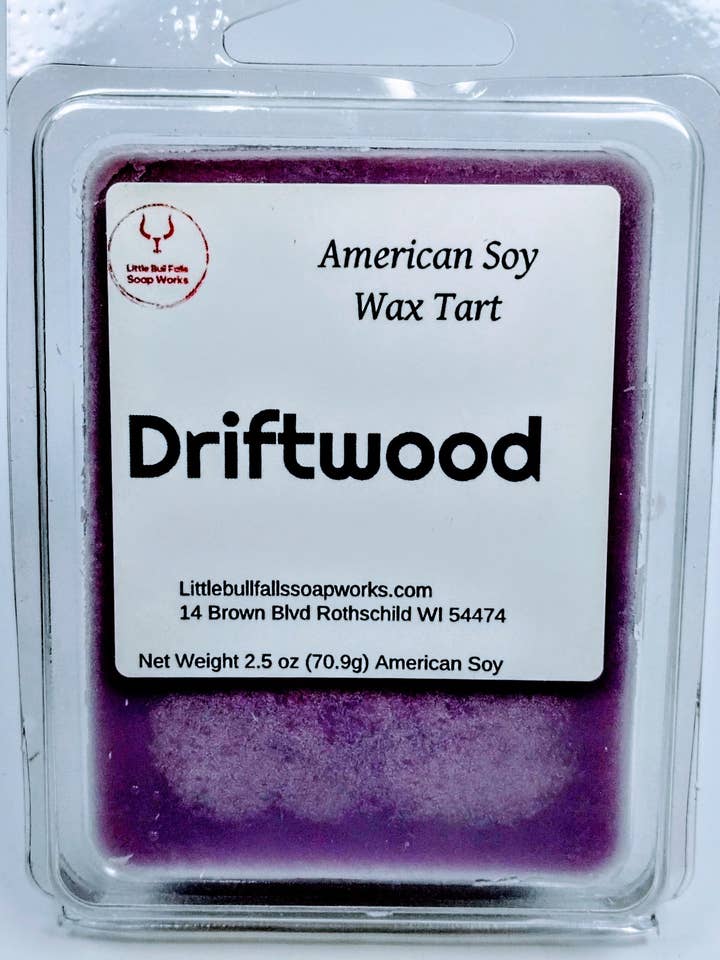 Little Bull Falls
Soap Works
American Soy
Wax Tart
Driftwood
Littlebullfallssoapworks.com
14 Brown Blvd Rothschild WI 54474
Net Weight 2.5 oz (70.9g) American Soy